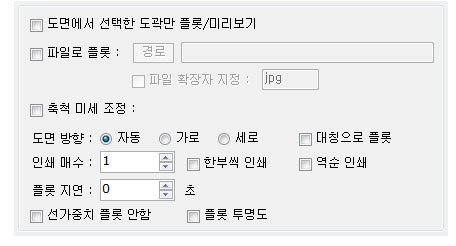 도면에서 선택한 도곽만 플롯/미리보기
파일로 플롯 : 경로
파일 확장자 지정 : jpg
축척 미세 조정 :
도면 방향 : 자동 가로 세로 대칭으로 플롯
인쇄 매수 : 1 한부씩 인쇄 역순 인쇄
플롯 지연 : 0 초
선가중치 플롯 안함 플롯 투명도